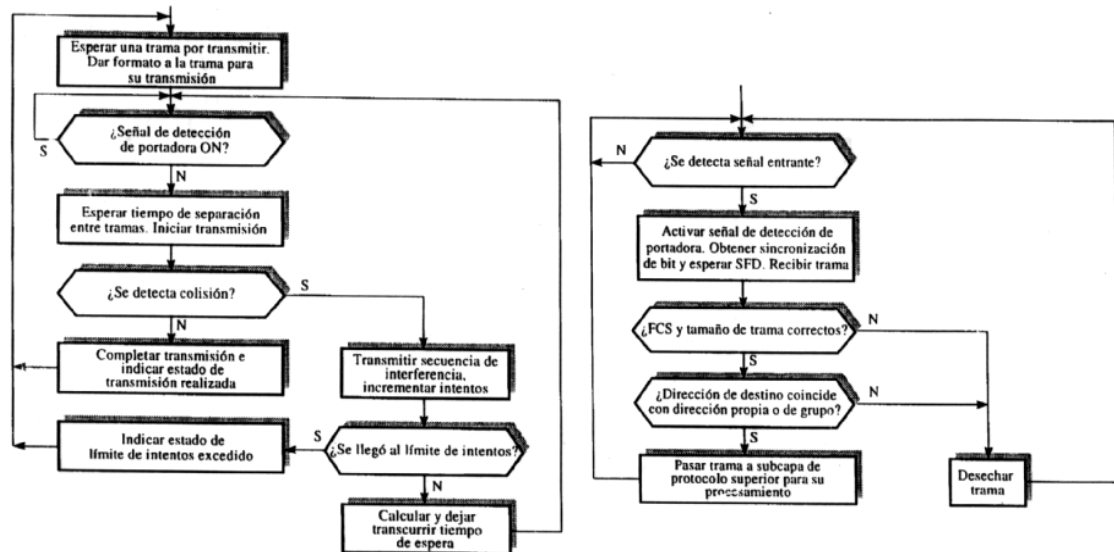 Esperar una trama por transmitir.
Dar formato a la trama para
su transmisión
¿Señal de detección
de portadora ON?
S
N
Esperar tiempo de separación
entre tramas. Iniciar transmisión
¿Se detecta colisión?
S
N
Completar transmisión e
indicar estado de
transmisión realizada
Transmitir secuencia de
interferencia,
incrementar intentos
Indicar estado de
límite de intentos excedido
S
¿Se llegó al límite de intentos?
N
Calcular y dejar
transcurrir tiempo
de espera
N
¿Se detecta señal entrante?
S
Activar señal de detección de
portadora. Obtener sincronización
de bit y esperar SFD. Recibir trama
¿FCS y tamaño de trama correctos?
N
S
¿Dirección de destino coincide
con dirección propia o de grupo?
N
S
Pasar trama a subcapa de
protocolo superior para su
procesamiento
Desechar
trama